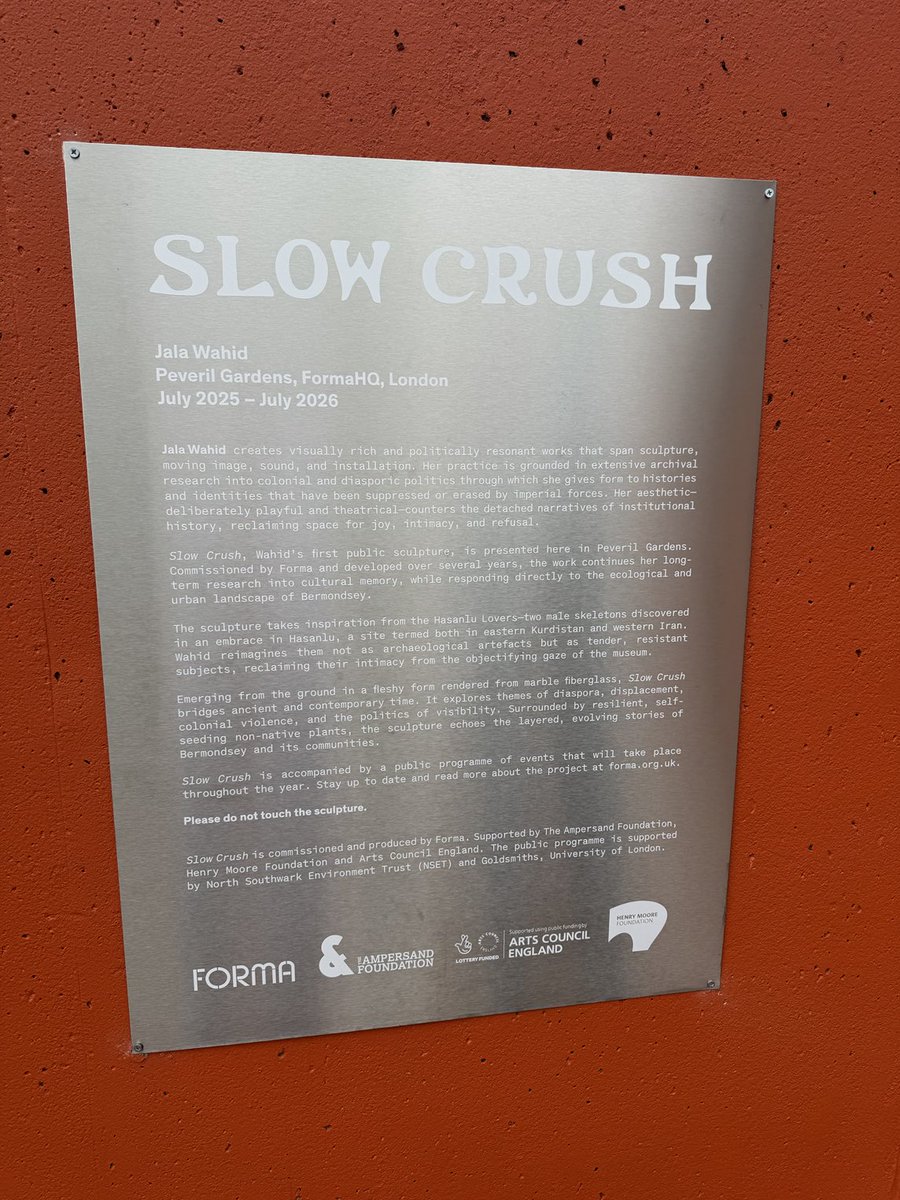 SLOW CRUSH
Jala Wahid
Peveril Gardens, FormaHQ, London
July 2025 – July 2026
Jala Wahid creates visually rich and politically resonant works that span sculpture,
moving image, sound, and installation. Her practice is grounded in extensive archival
research into colonial and diasporic politics through which she gives form to histories
and identities that have been suppressed or erased by imperial forces. Her aesthetic—
deliberately playful and theatrical—counters the detached narratives of institutional
history, reclaiming space for joy, intimacy, and refusal.
Slow Crush, Wahid's first public sculpture, is presented here in Peveril Gardens.
Commissioned by Forma and developed over several years, the work continues her long-
term research into cultural memory, while responding directly to the ecological and
urban landscape of Bermondsey.
The sculpture takes inspiration from the Hasanlu Lovers—two male skeletons discovered
in an embrace in Hasanlu, a site termed both in eastern Kurdistan and western Iran.
Wahid reimagines them not as archaeological artefacts but as tender, resistant
subjects, reclaiming their intimacy from the objectifying gaze of the museum.
Emerging from the ground in a fleshy form rendered from marble fiberglass, Slow Crush
bridges ancient and contemporary time. It explores themes of diaspora, displacement,
colonial violence, and the politics of visibility. Surrounded by resilient, self-
seeding non-native plants, the sculpture echoes the layered, evolving stories of
Bermondsey and its communities.
Slow Crush is accompanied by a public programme of events that will take place
throughout the year. Stay up to date and read more about the project at forma.org.uk.
Please do not touch the sculpture.
Slow Crush is commissioned and produced by Forma. Supported by The Ampersand Foundation,
Henry Moore Foundation and Arts Council England. The public programme is supported
by North Southwark Environment Trust (NSET) and Goldsmiths, University of London.
FORMA
& THE AMPERSAND
FOUNDATION
LOTTERY FUNDED
Supported using public funding by
ARTS COUNCIL
ENGLAND
HENRY MOORE
FOUNDATION